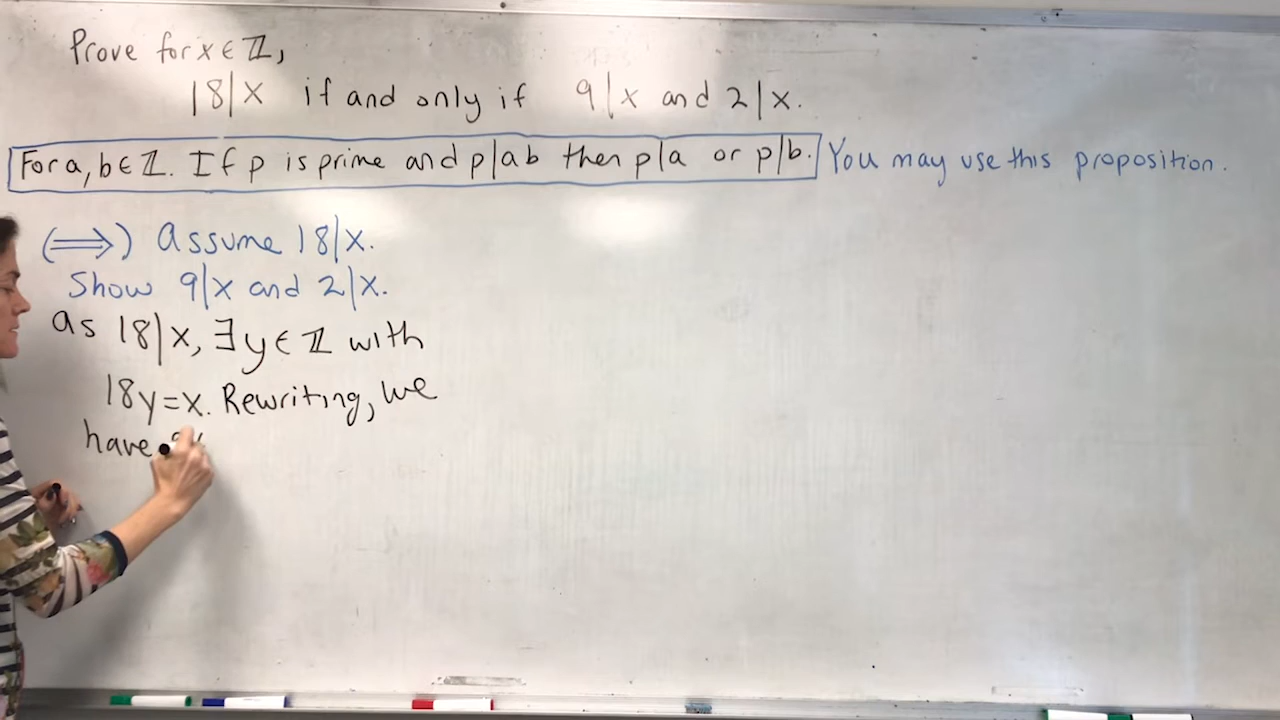 Prove for x ∈ ℤ,
18|x if and only if 9|x and 2|x.
For a, b ∈ ℤ. If p is prime and p|ab then p|a or p|b. You may use this proposition.
(⟹) Assume 18|x.
Show 9|x and 2|x.
As 18|x, ∃ y ∈ ℤ with
18y = x. Rewriting, we
have